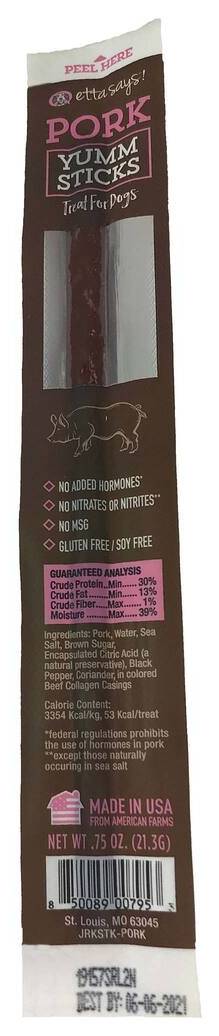 PEEL HERE
etta says!
PORK
YUMM
STICKS
Treat For Dogs
NO ADDED HORMONES*
NO NITRATES OR NITRITES**
NO MSG
GLUTEN FREE / SOY FREE
GUARANTEED ANALYSIS
Crude Protein..Min..... 30%
Crude Fat........Min..... 13%
Crude Fiber.....Max..... 1%
Moisture ........Max..... 39%
Ingredients: Pork, Water, Sea
Salt, Brown Sugar,
Encapsulated Citric Acid (a
natural preservative), Black
Pepper, Coriander, in colored
Beef Collagen Casings
Calorie Content:
3354 Kcal/kg, 53 Kcal/treat
*federal regulations prohibits
the use of hormones in pork
**except those naturally
occuring in sea salt
MADE IN USA
FROM AMERICAN FARMS
NET WT .75 OZ. (21.3G)
8 50089 00795 3
St. Louis, MO 63045
JRKSTK-PORK
19157SRL2N
BEST BY: 06-06-2021